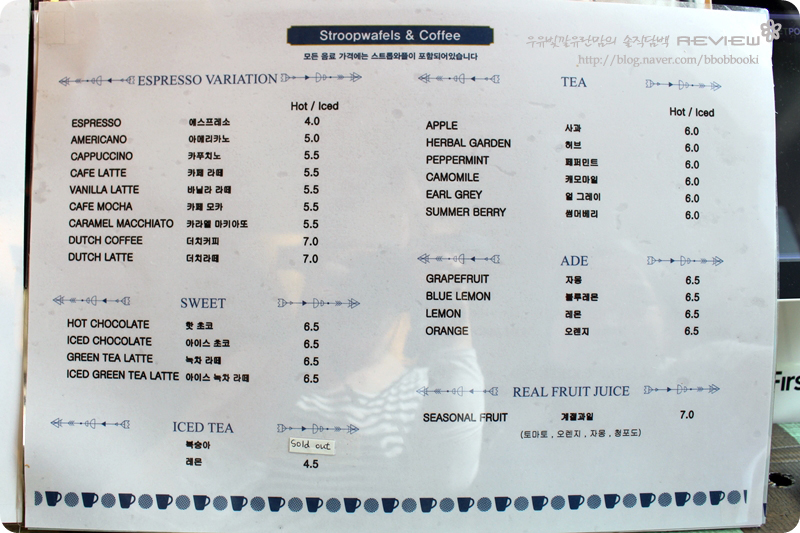 Stroopwafels & Coffee
모든 음료 가격에는 스트룹와플이 포함되어있습니다
우유빛깔유란맘의 솔직담백 REVIEW
http://blog.naver.com/bbobbooki
ESPRESSO VARIATION
Hot / Iced
ESPRESSO 에스프레소 4.0
AMERICANO 아메리카노 5.0
CAPPUCCINO 카푸치노 5.5
CAFE LATTE 카페 라떼 5.5
VANILLA LATTE 바닐라 라떼 5.5
CAFE MOCHA 카페 모카 5.5
CARAMEL MACCHIATO 카라멜 마키아또 5.5
DUTCH COFFEE 더치커피 7.0
DUTCH LATTE 더치라떼 7.0
SWEET
HOT CHOCOLATE 핫 초코 6.5
ICED CHOCOLATE 아이스 초코 6.5
GREEN TEA LATTE 녹차 라떼 6.5
ICED GREEN TEA LATTE 아이스 녹차 라떼 6.5
ICED TEA
복숭아 Sold out
레몬 4.5
TEA
Hot / Iced
APPLE 사과 6.0
HERBAL GARDEN 허브 6.0
PEPPERMINT 페퍼민트 6.0
CAMOMILE 캐모마일 6.0
EARL GREY 얼 그레이 6.0
SUMMER BERRY 썸머베리 6.0
ADE
GRAPEFRUIT 자몽 6.5
BLUE LEMON 블루레몬 6.5
LEMON 레몬 6.5
ORANGE 오렌지 6.5
REAL FRUIT JUICE
SEASONAL FRUIT 계절과일 7.0
(토마토 , 오렌지 , 자몽 , 청포도)